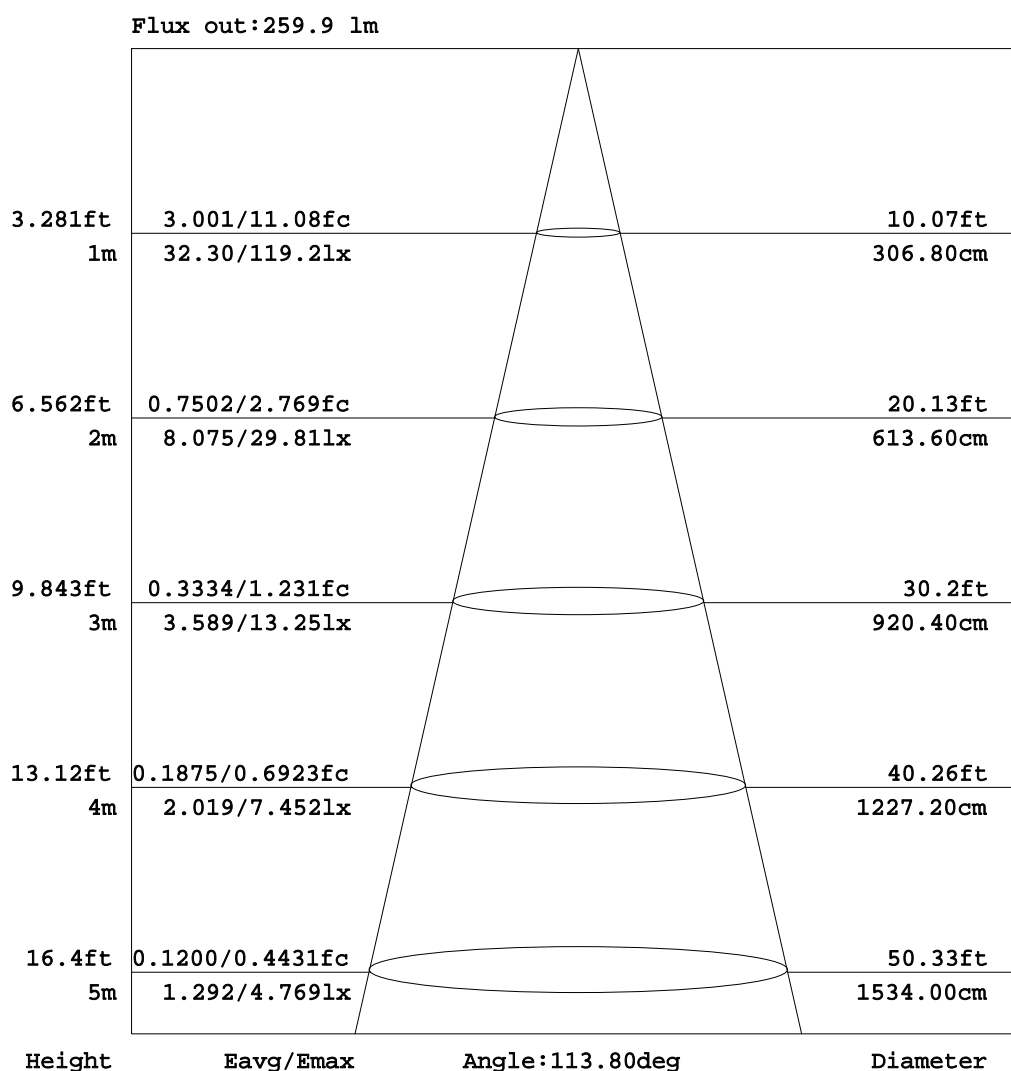 Flux out:259.9 lm
3.281ft 3.001/11.08fc 10.07ft
1m 32.30/119.2lx 306.80cm
6.562ft 0.7502/2.769fc 20.13ft
2m 8.075/29.81lx 613.60cm
9.843ft 0.3334/1.231fc 30.2ft
3m 3.589/13.25lx 920.40cm
13.12ft 0.1875/0.6923fc 40.26ft
4m 2.019/7.452lx 1227.20cm
16.4ft 0.1200/0.4431fc 50.33ft
5m 1.292/4.769lx 1534.00cm
Height Eavg/Emax Angle:113.80deg Diameter